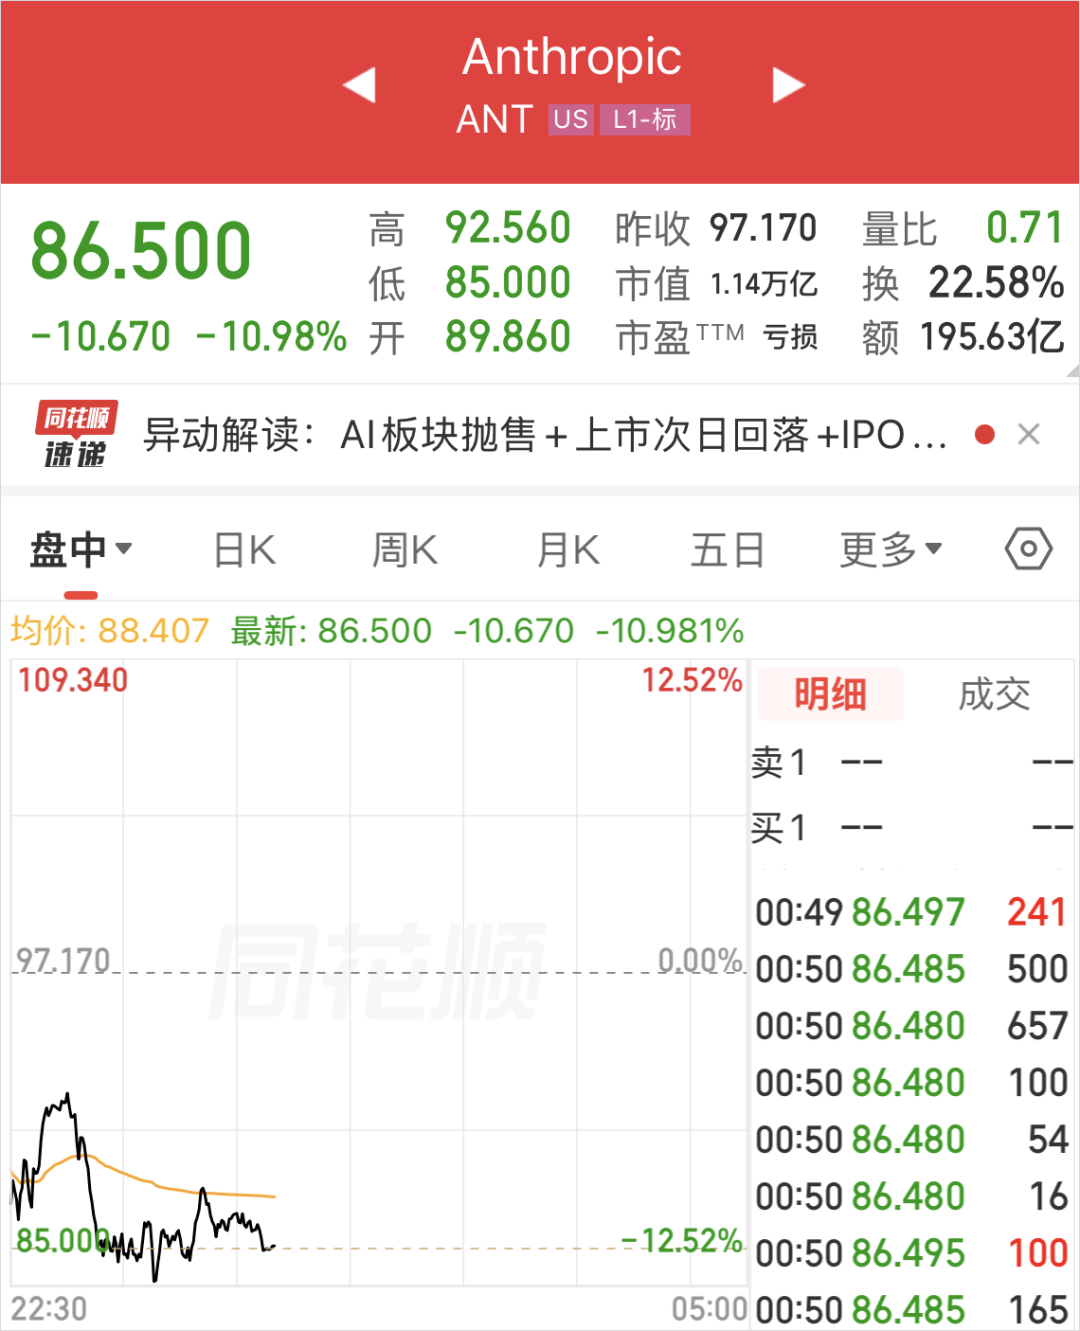 Anthropic
ANT US L1-标
86.500
-10.670 -10.98%
高 92.560 昨收 97.170 量比 0.71
低 85.000 市值 1.14万亿 换 22.58%
开 89.860 市盈TTM 亏损 额 195.63亿
同花顺
速递
异动解读：AI板块抛售+上市次日回落+IPO...
盘中 日K 周K 月K 五日 更多
均价: 88.407 最新: 86.500 -10.670 -10.981%
109.340 12.52%
97.170 0.00%
同花顺
85.000 -12.52%
22:30 05:00
明细 成交
卖1 -- --
买1 -- --
00:49 86.497 241
00:50 86.485 500
00:50 86.480 657
00:50 86.480 100
00:50 86.480 54
00:50 86.480 16
00:50 86.495 100
00:50 86.485 165